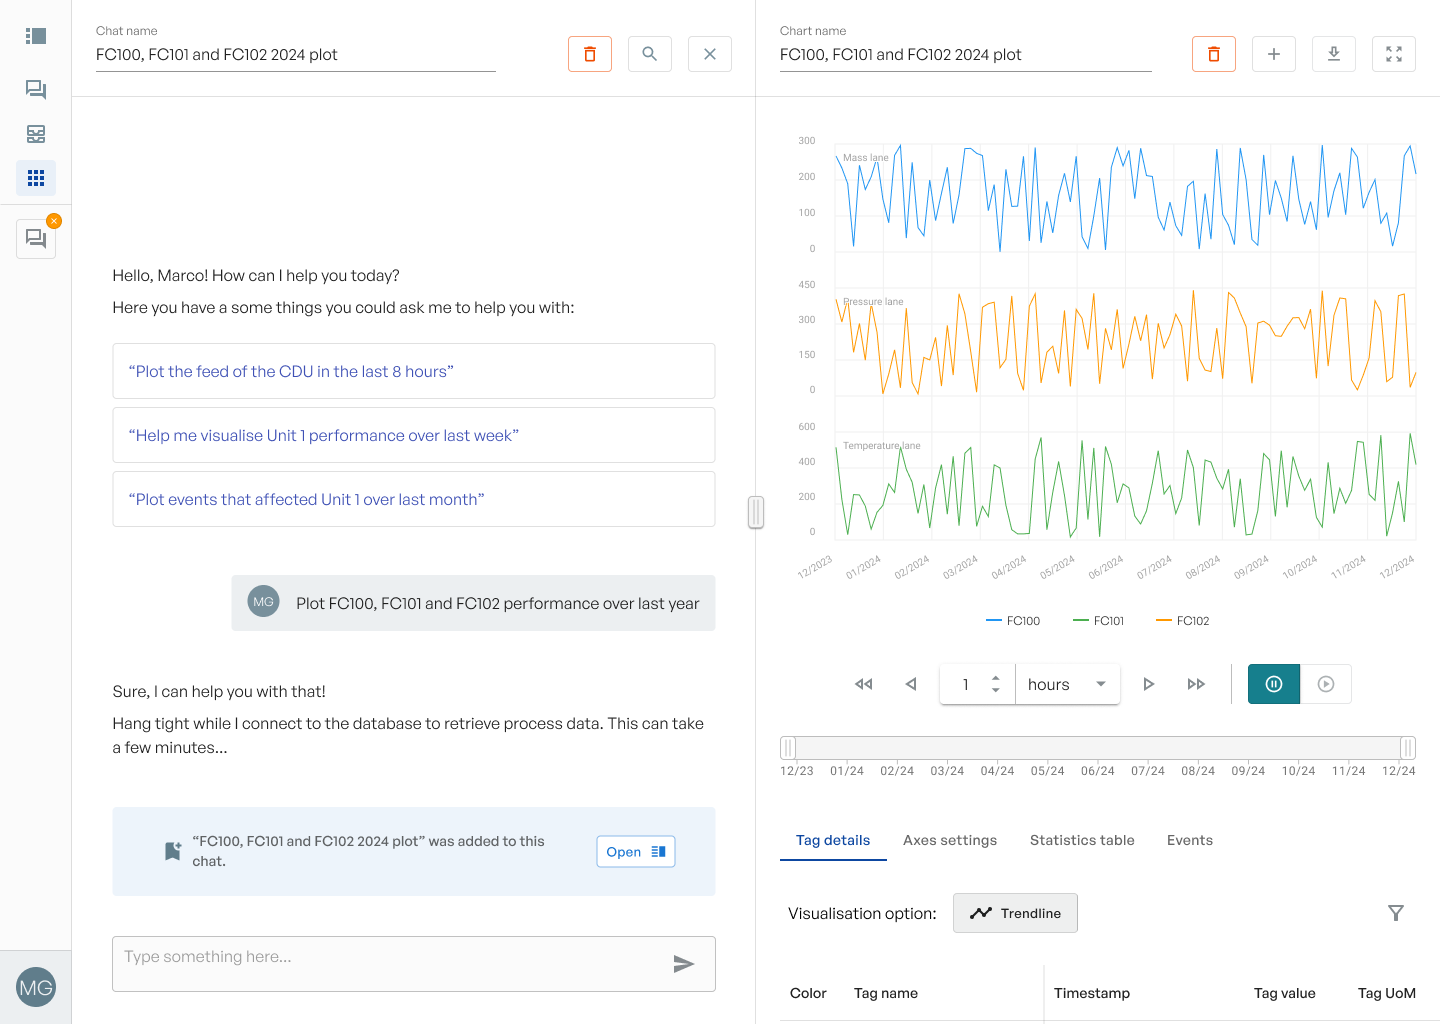 Chat name
FC100, FC101 and FC102 2024 plot
Hello, Marco! How can I help you today?
Here you have a some things you could ask me to help you with:
“Plot the feed of the CDU in the last 8 hours”
“Help me visualise Unit 1 performance over last week”
“Plot events that affected Unit 1 over last month”
MG
Plot FC100, FC101 and FC102 performance over last year
Sure, I can help you with that!
Hang tight while I connect to the database to retrieve process data. This can take
a few minutes...
“FC100, FC101 and FC102 2024 plot” was added to this
chat.
Open
Type something here...
MG
Chart name
FC100, FC101 and FC102 2024 plot
300
Mass lane
200
100
0
450
Pressure lane
300
150
0
600
Temperature lane
400
200
0
12/2023 01/2024 02/2024 03/2024 04/2024 05/2024 06/2024 07/2024 08/2024 09/2024 10/2024 11/2024 12/2024
FC100 FC101 FC102
1 hours
12/23 01/24 02/24 03/24 04/24 05/24 06/24 07/24 08/24 09/24 10/24 11/24 12/24
Tag details Axes settings Statistics table Events
Visualisation option: Trendline
Color Tag name Timestamp Tag value Tag UoM